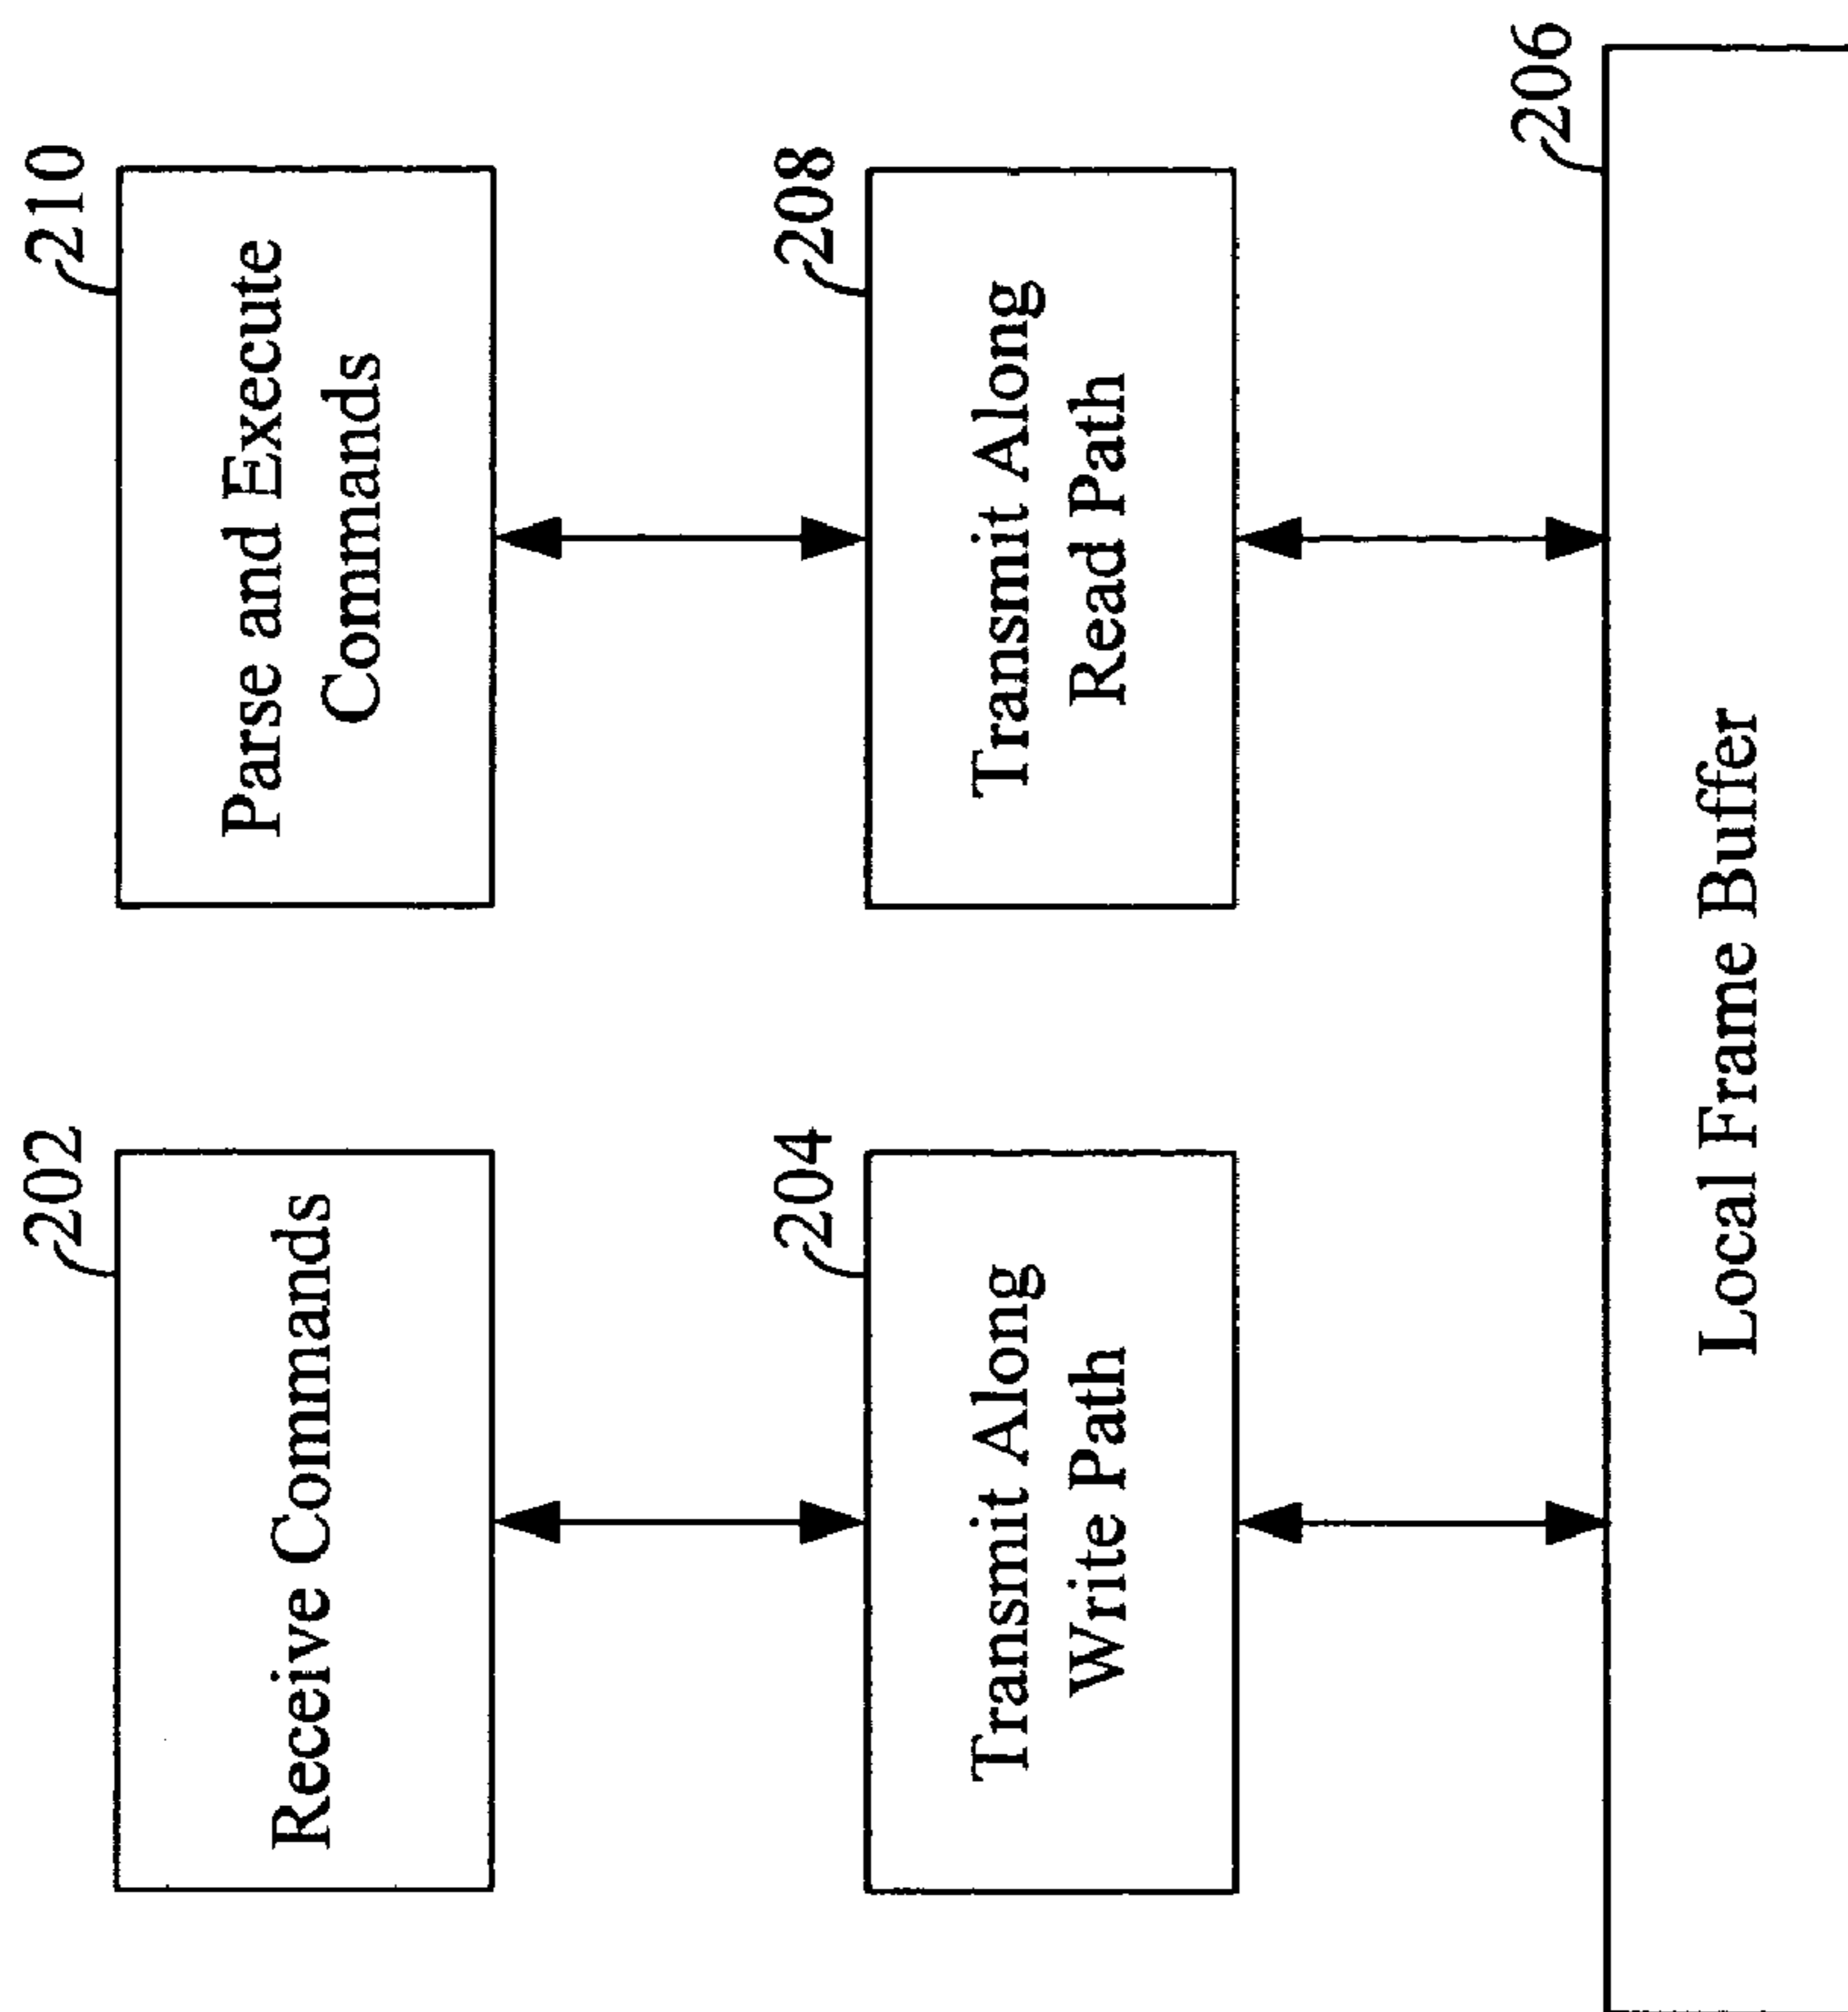 202
Receive Commands
204
Transmit Along
Write Path
206
Local Frame Buffer
208
Transmit Along
Read Path
210
Parse and Execute
Commands